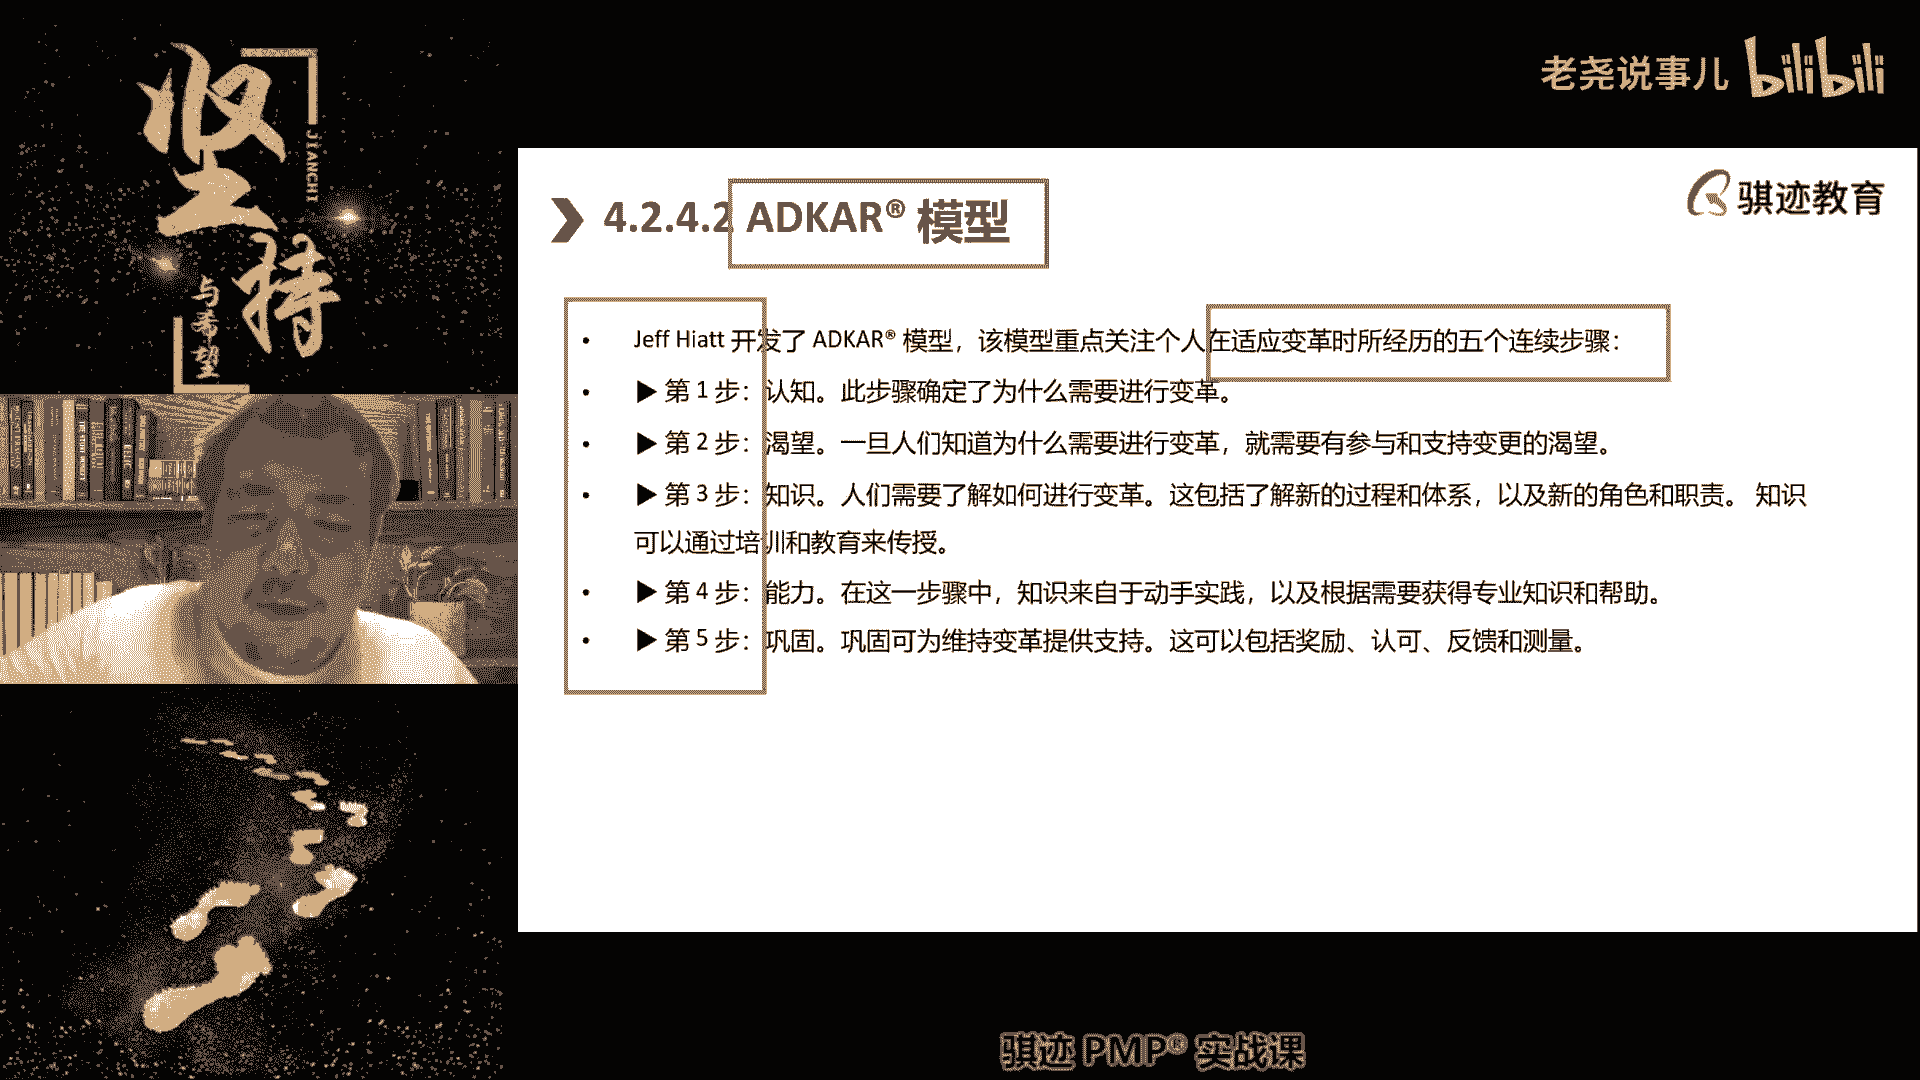 坚持
JIANCHI
与希望
老尧说事儿 bilibili
骐迹教育
4.2.4.2 ADKAR® 模型
• Jeff Hiatt 开发了 ADKAR® 模型，该模型重点关注个人在适应变革时所经历的五个连续步骤：
• ▶ 第 1 步：认知。此步骤确定了为什么需要进行变革。
• ▶ 第 2 步：渴望。一旦人们知道为什么需要进行变革，就需要有参与和支持变更的渴望。
• ▶ 第 3 步：知识。人们需要了解如何进行变革。这包括了解新的过程和体系，以及新的角色和职责。 知识
可以通过培训和教育来传授。
• ▶ 第 4 步：能力。在这一步骤中，知识来自于动手实践，以及根据需要获得专业知识和帮助。
• ▶ 第 5 步：巩固。巩固可为维持变革提供支持。这可以包括奖励、认可、反馈和测量。
骐迹 PMP® 实战课